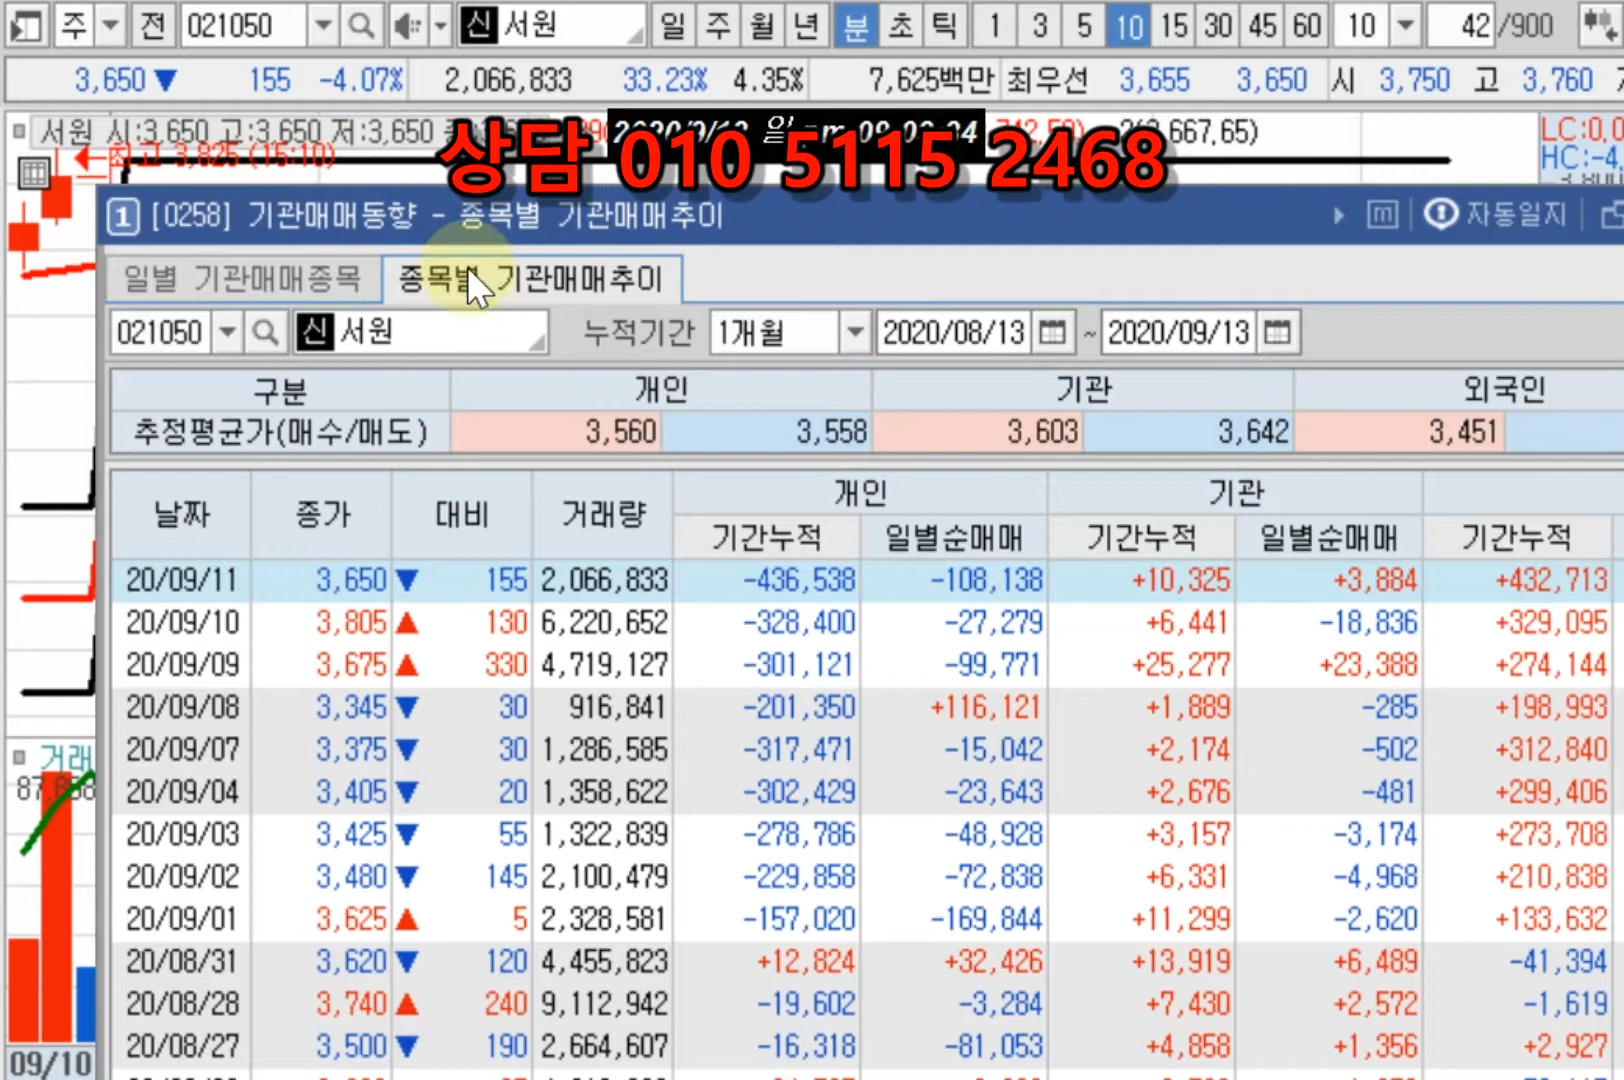 주 전 021050 신 서원 일 주 월 년 분 초 틱 1 3 5 10 15 30 45 60 10 42 /900
3,650 ▼ 155 -4.07% 2,066,833 33.23% 4.35% 7,625백만 최우선 3,655 3,650 시 3,750 고 3,760
서원 시:3,650 고:3,650 저:3,650
LC:0,0
최고 3,825 (15:10)
HC:-4,
상담 010 5115 2468
1 [0258] 기관매매동향 - 종목별 기관매매추이 m 자동일지
일별 기관매매종목 종목별 기관매매추이
021050 신 서원 누적기간 1개월 2020/08/13 ~ 2020/09/13
구분 개인 기관 외국인
추정평균가(매수/매도) 3,560 3,558 3,603 3,642 3,451
날짜 종가 대비 거래량 개인 기관
기간누적 일별순매매 기간누적 일별순매매 기간누적
20/09/11 3,650 ▼ 155 2,066,833 -436,538 -108,138 +10,325 +3,884 +432,713
20/09/10 3,805 ▲ 130 6,220,652 -328,400 -27,279 +6,441 -18,836 +329,095
20/09/09 3,675 ▲ 330 4,719,127 -301,121 -99,771 +25,277 +23,388 +274,144
20/09/08 3,345 ▼ 30 916,841 -201,350 +116,121 +1,889 -285 +198,993
20/09/07 3,375 ▼ 30 1,286,585 -317,471 -15,042 +2,174 -502 +312,840
20/09/04 3,405 ▼ 20 1,358,622 -302,429 -23,643 +2,676 -481 +299,406
20/09/03 3,425 ▼ 55 1,322,839 -278,786 -48,928 +3,157 -3,174 +273,708
20/09/02 3,480 ▼ 145 2,100,479 -229,858 -72,838 +6,331 -4,968 +210,838
20/09/01 3,625 ▲ 5 2,328,581 -157,020 -169,844 +11,299 -2,620 +133,632
20/08/31 3,620 ▼ 120 4,455,823 +12,824 +32,426 +13,919 +6,489 -41,394
20/08/28 3,740 ▲ 240 9,112,942 -19,602 -3,284 +7,430 +2,572 -1,619
20/08/27 3,500 ▼ 190 2,664,607 -16,318 -81,053 +4,858 +1,356 +2,927
거래
09/10